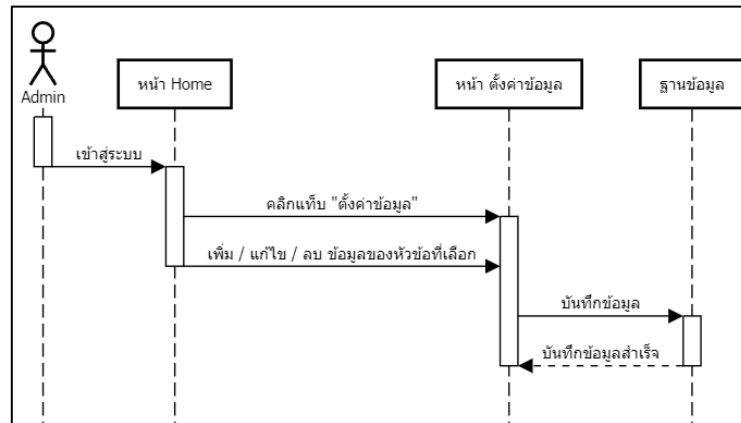 Admin
หน้า Home
หน้า ตั้งค่าข้อมูล
ฐานข้อมูล
เข้าสู่ระบบ
คลิกแท็บ "ตั้งค่าข้อมูล"
เพิ่ม / แก้ไข / ลบ ข้อมูลของหัวข้อที่เลือก
บันทึกข้อมูล
บันทึกข้อมูลสำเร็จ